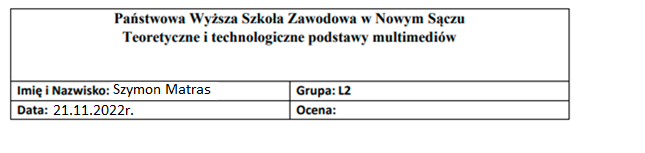 Państwowa Wyższa Szkoła Zawodowa w Nowym Sączu
Teoretyczne i technologiczne podstawy multimediów
Imię i Nazwisko: Szymon Matras Grupa: L2
Data: 21.11.2022r. Ocena: